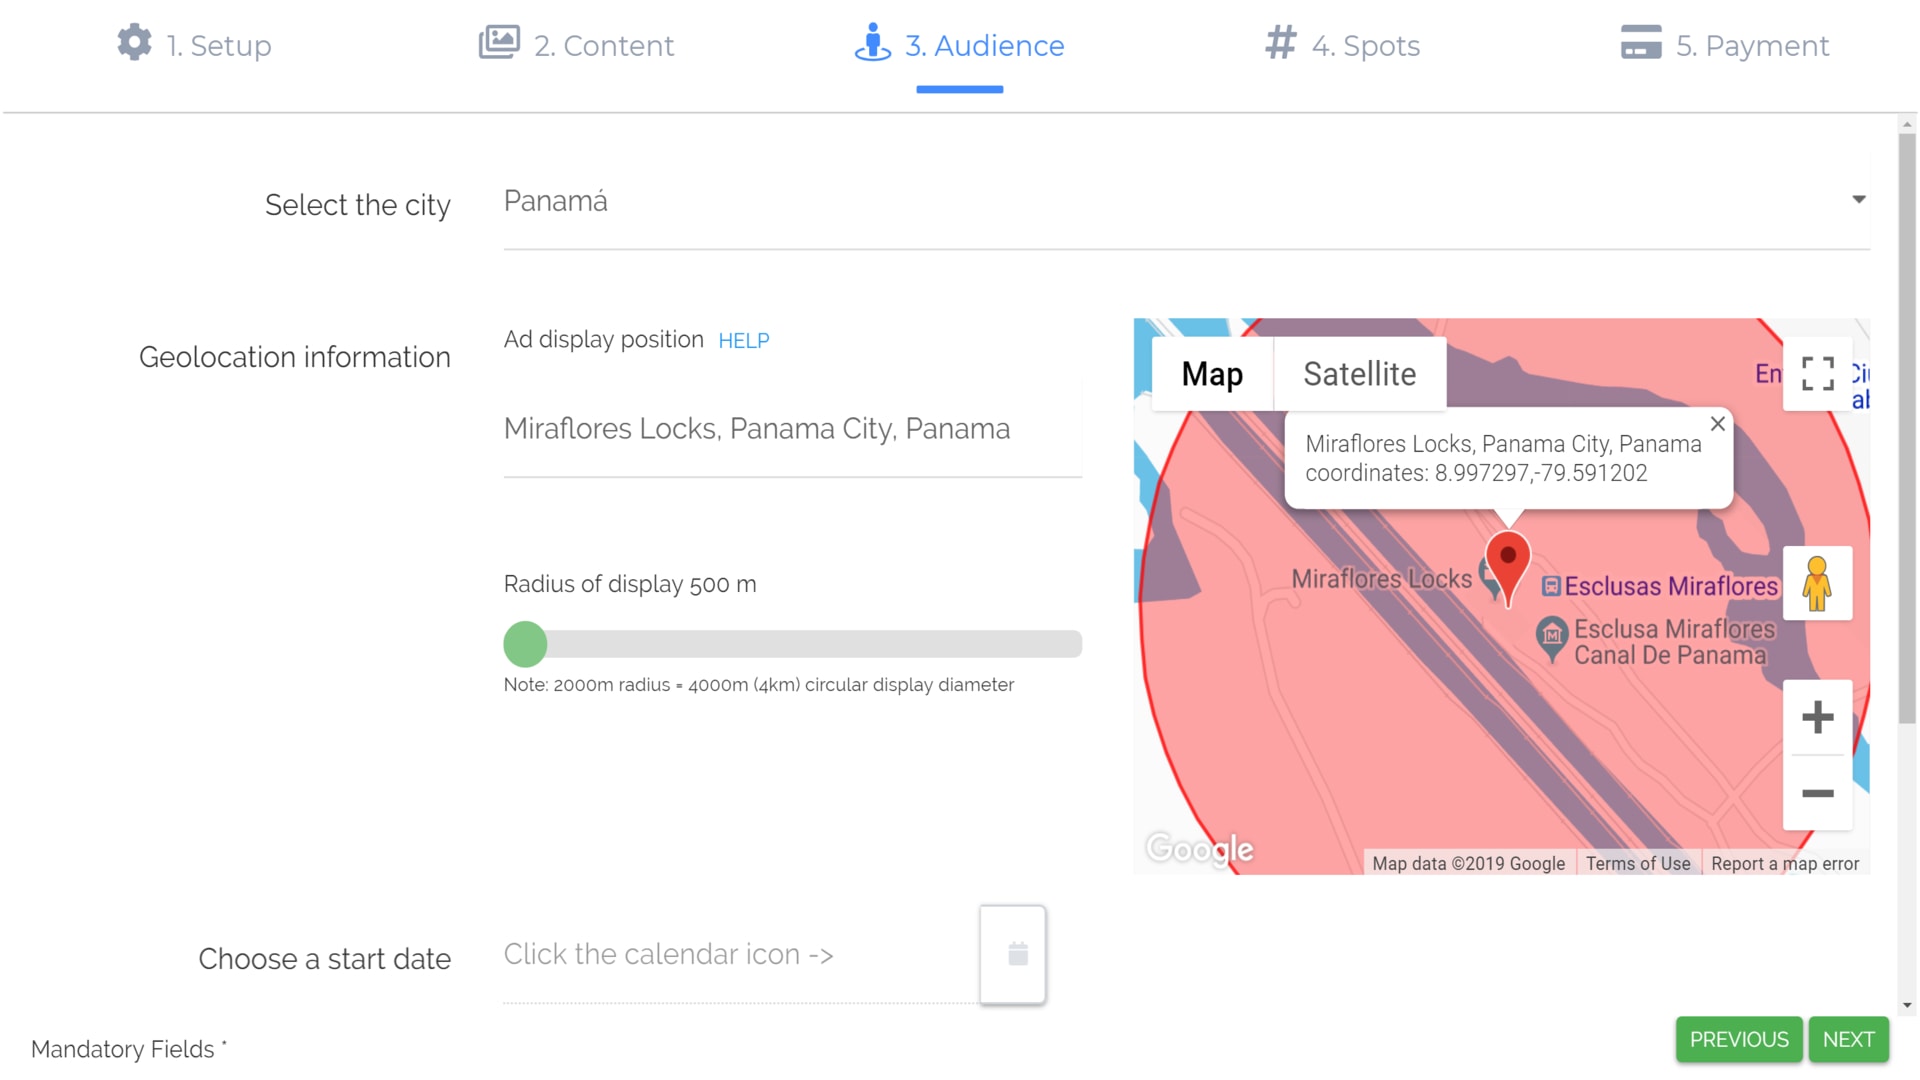 1. Setup
2. Content
3. Audience
4. Spots
5. Payment
Select the city
Panamá
Geolocation information
Ad display position HELP
Miraflores Locks, Panama City, Panama
Radius of display 500 m
Note: 2000m radius = 4000m (4km) circular display diameter
Map
Satellite
Miraflores Locks, Panama City, Panama
coordinates: 8.997297,-79.591202
Miraflores Locks
Esclusas Miraflores
Esclusa Miraflores
Canal De Panama
Google
Map data ©2019 Google
Terms of Use
Report a map error
Choose a start date
Click the calendar icon ->
Mandatory Fields *
PREVIOUS
NEXT